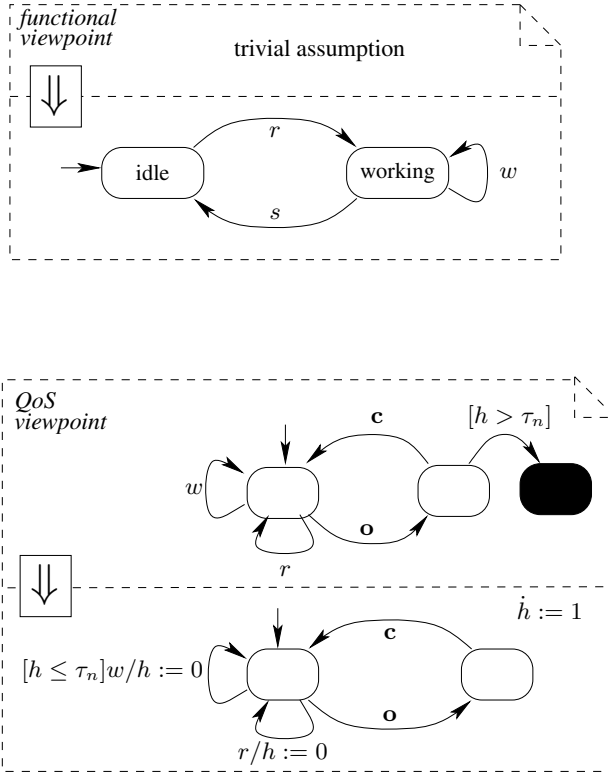 functional
viewpoint
trivial assumption
⇓
r
idle
working
w
s
QoS
viewpoint
c
[h > τₙ]
w
o
r
⇓
ḣ := 1
c
[h ≤ τₙ]w/h := 0
o
r/h := 0